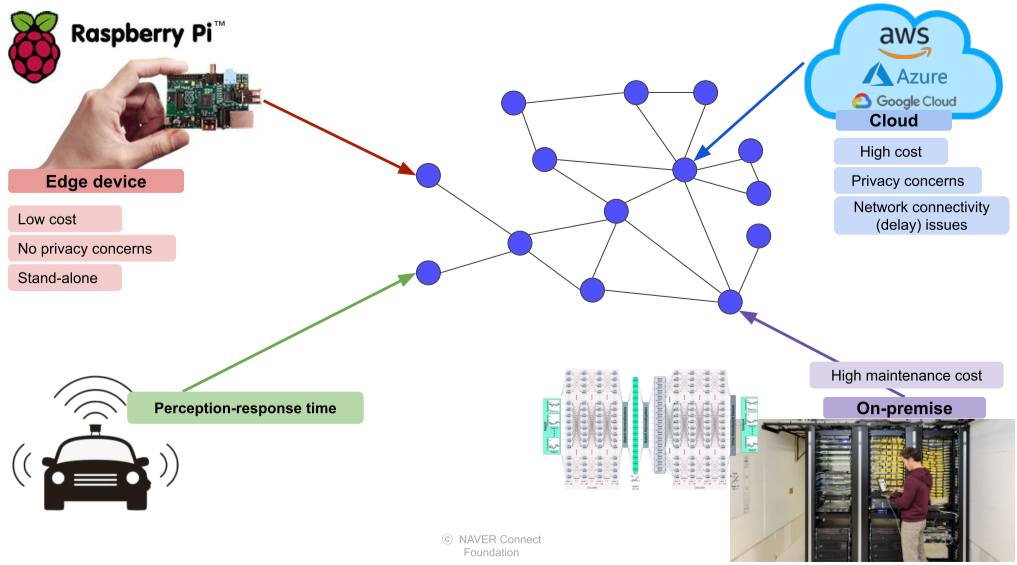 Raspberry Pi™
aws
Azure
Google Cloud
Cloud
High cost
Privacy concerns
Network connectivity
(delay) issues
Edge device
Low cost
No privacy concerns
Stand-alone
Perception-response time
High maintenance cost
On-premise
ⓒ NAVER Connect
Foundation